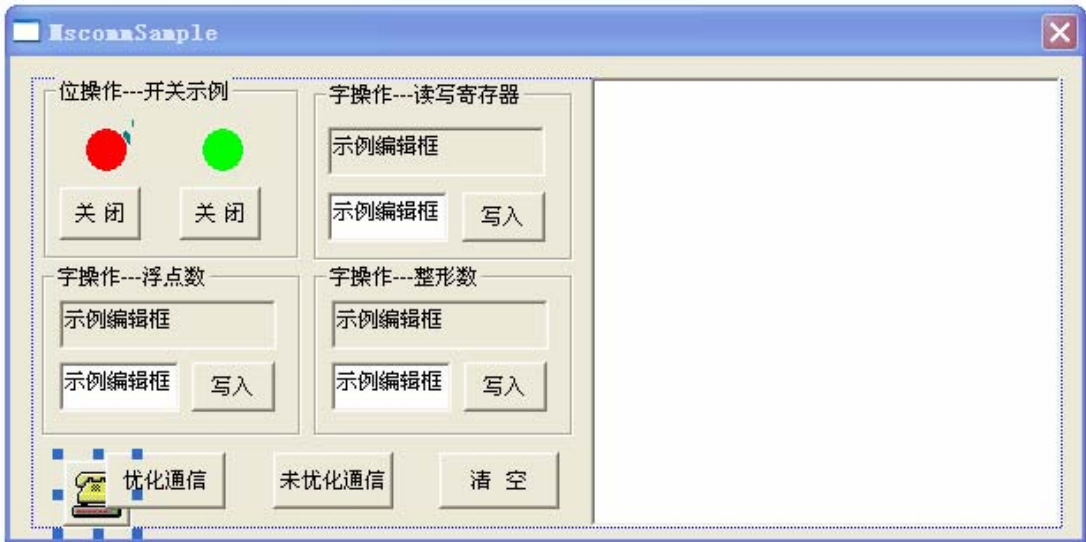 MscommSample
位操作---开关示例
关 闭
关 闭
字操作---读写寄存器
示例编辑框
示例编辑框
写入
字操作---浮点数
示例编辑框
示例编辑框
写入
字操作---整形数
示例编辑框
示例编辑框
写入
优化通信
未优化通信
清 空